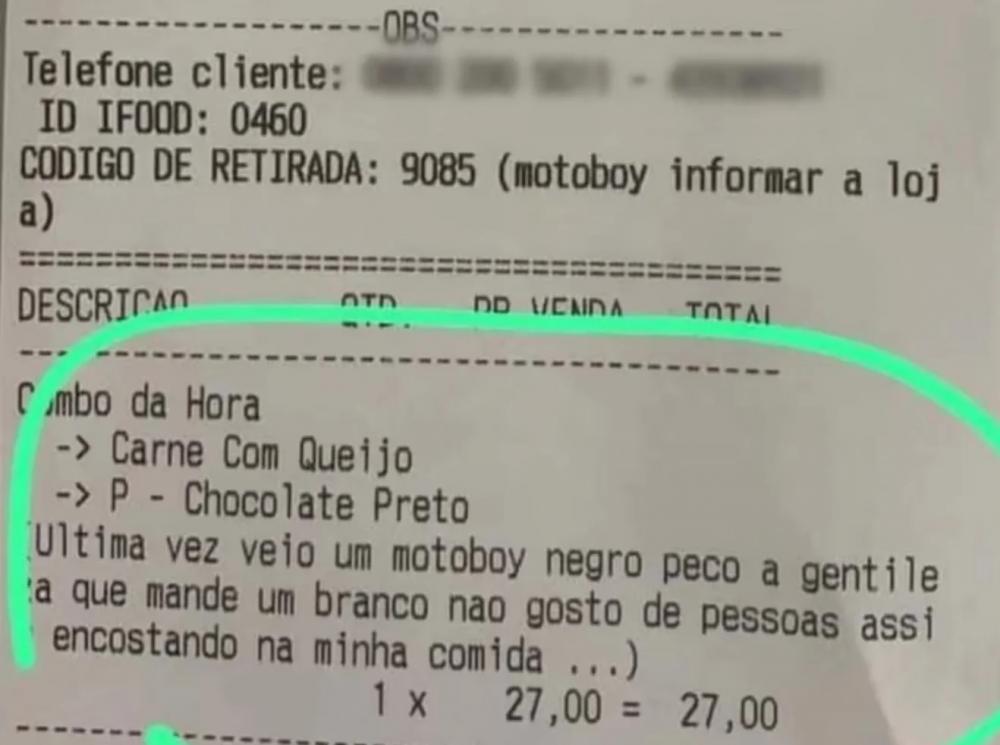 --------------------OBS-------------------
Telefone cliente: -
ID IFOOD: 0460
CODIGO DE RETIRADA: 9085 (motoboy informar a loj
a)
==========================================
DESCRICAO QTD. PR VENDA TOTAL
------------------------------------------
Combo da Hora
-> Carne Com Queijo
-> P - Chocolate Preto
(Ultima vez veio um motoboy negro peco a gentile
za que mande um branco nao gosto de pessoas assi
encostando na minha comida ...)
1 x 27,00 = 27,00
------------------------------------------